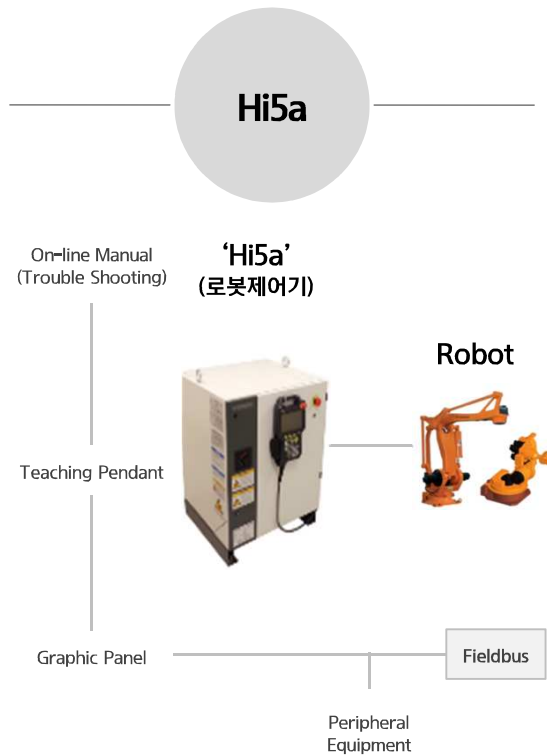 Hi5a
On-line Manual
(Trouble Shooting)
‘Hi5a’
(로봇제어기)
Robot
Teaching Pendant
Graphic Panel
Fieldbus
Peripheral
Equipment